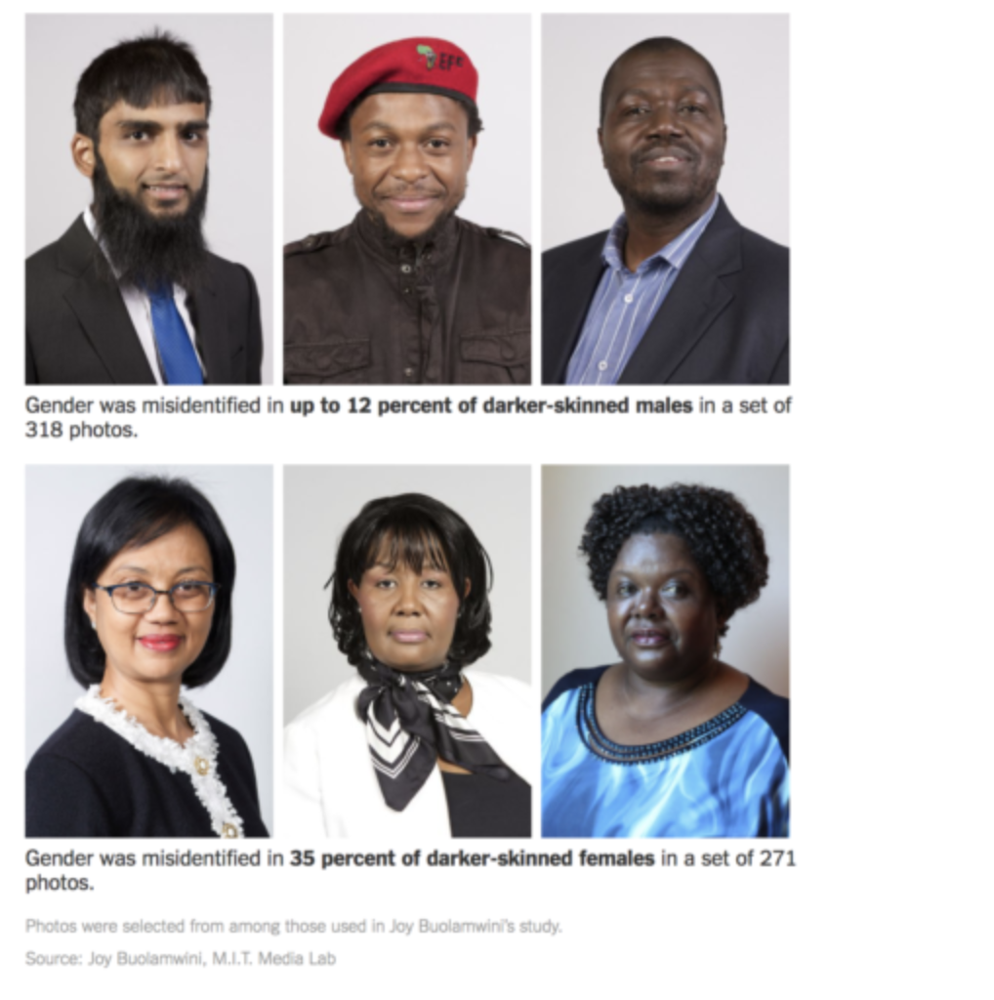 EFF
Gender was misidentified in up to 12 percent of darker-skinned males in a set of
318 photos.
Gender was misidentified in 35 percent of darker-skinned females in a set of 271
photos.
Photos were selected from among those used in Joy Buolamwini's study.
Source: Joy Buolamwini, M.I.T. Media Lab